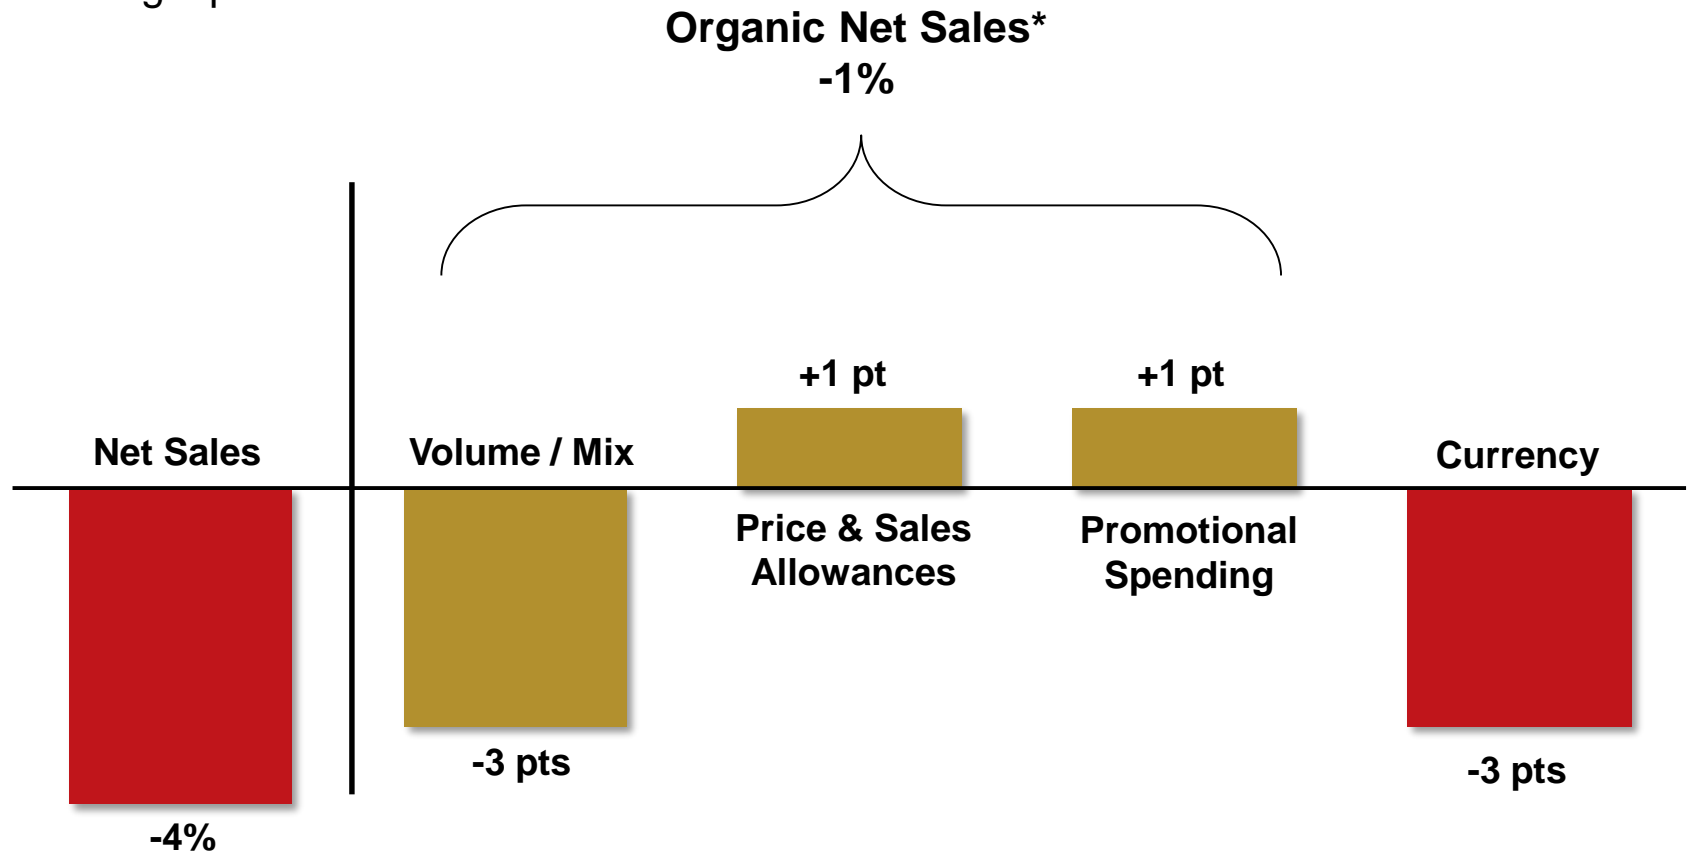 Organic Net Sales*
-1%
+1 pt
+1 pt
Net Sales
Volume / Mix
Currency
Price & Sales
Allowances
Promotional
Spending
-3 pts
-3 pts
-4%